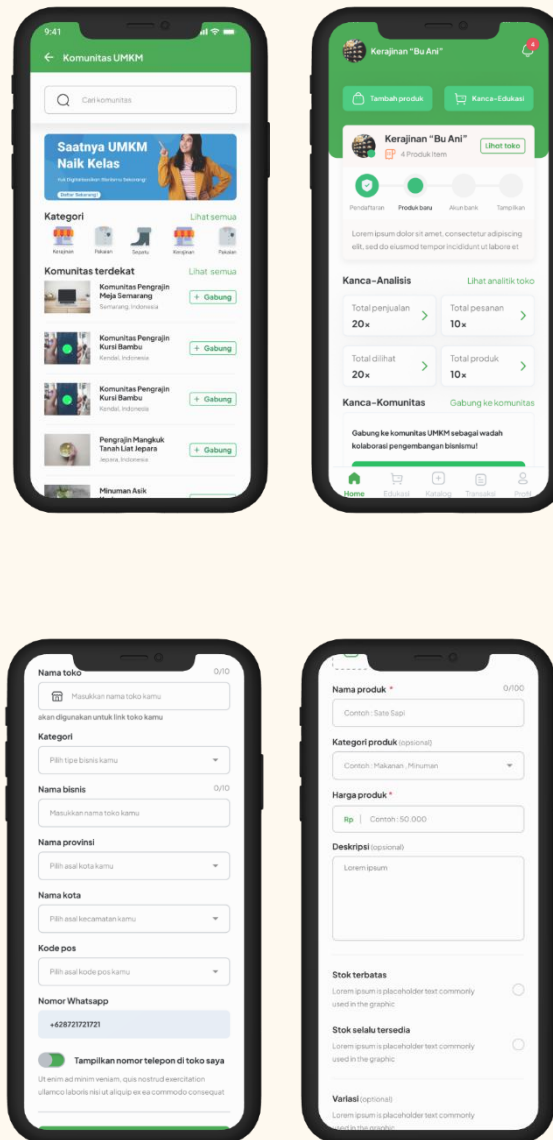 9:41
Komunitas UMKM
Cari komunitas
Saatnya UMKM
Naik Kelas
Yuk Digitalisasikan Bisnismu Sekarang!
Daftar Sekarang!
Kategori
Lihat semua
Kerajinan
Pakaian
Sepatu
Kerajinan
Pakaian
Komunitas terdekat
Lihat semua
Komunitas Pengrajin
Meja Semarang
Semarang, Indonesia
+ Gabung
Komunitas Pengrajin
Kursi Bambu
Kendal, Indonesia
+ Gabung
Komunitas Pengrajin
Kursi Bambu
Kendal, Indonesia
+ Gabung
Pengrajin Mangkuk
Tanah Liat Jepara
Jepara, Indonesia
+ Gabung
Minuman Asik
Kerajinan “Bu Ani”
4
Tambah produk
Kanca-Edukasi
Kerajinan “Bu Ani”
4 Produk Item
Lihat toko
Pendaftaran
Produk baru
Akun bank
Tampilkan
Lorem ipsum dolor sit amet, consectetur adipiscing
elit, sed do eiusmod tempor incididunt ut labore et
Kanca-Analisis
Lihat analitik toko
Total penjualan
20x
Total pesanan
10x
Total dilihat
20x
Total produk
10x
Kanca-Komunitas
Gabung ke komunitas
Gabung ke komunitas UMKM sebagai wadah
kolaborasi pengembangan bisnismu!
Home
Edukasi
Katalog
Transaksi
Profil
Nama toko
0/10
Masukkan nama toko kamu
akan digunakan untuk link toko kamu
Kategori
Pilih tipe bisnis kamu
Nama bisnis
0/10
Masukkan nama toko kamu
Nama provinsi
Pilih asal kota kamu
Nama kota
Pilih asal kecamatan kamu
Kode pos
Pilih asal kode pos kamu
Nomor Whatsapp
+628721721721
Tampilkan nomor telepon di toko saya
Ut enim ad minim veniam, quis nostrud exercitation
ullamco laboris nisi ut aliquip ex ea commodo consequat
Nama produk *
0/100
Contoh : Sate Sapi
Kategori produk (opsional)
Contoh : Makanan , Minuman
Harga produk *
Rp
Contoh : 50.000
Deskripsi (opsional)
Lorem ipsum
Stok terbatas
Lorem ipsum is placeholder text commonly
used in the graphic
Stok selalu tersedia
Lorem ipsum is placeholder text commonly
used in the graphic
Variasi (optional)
Lorem ipsum is placeholder text commonly
used in the graphic